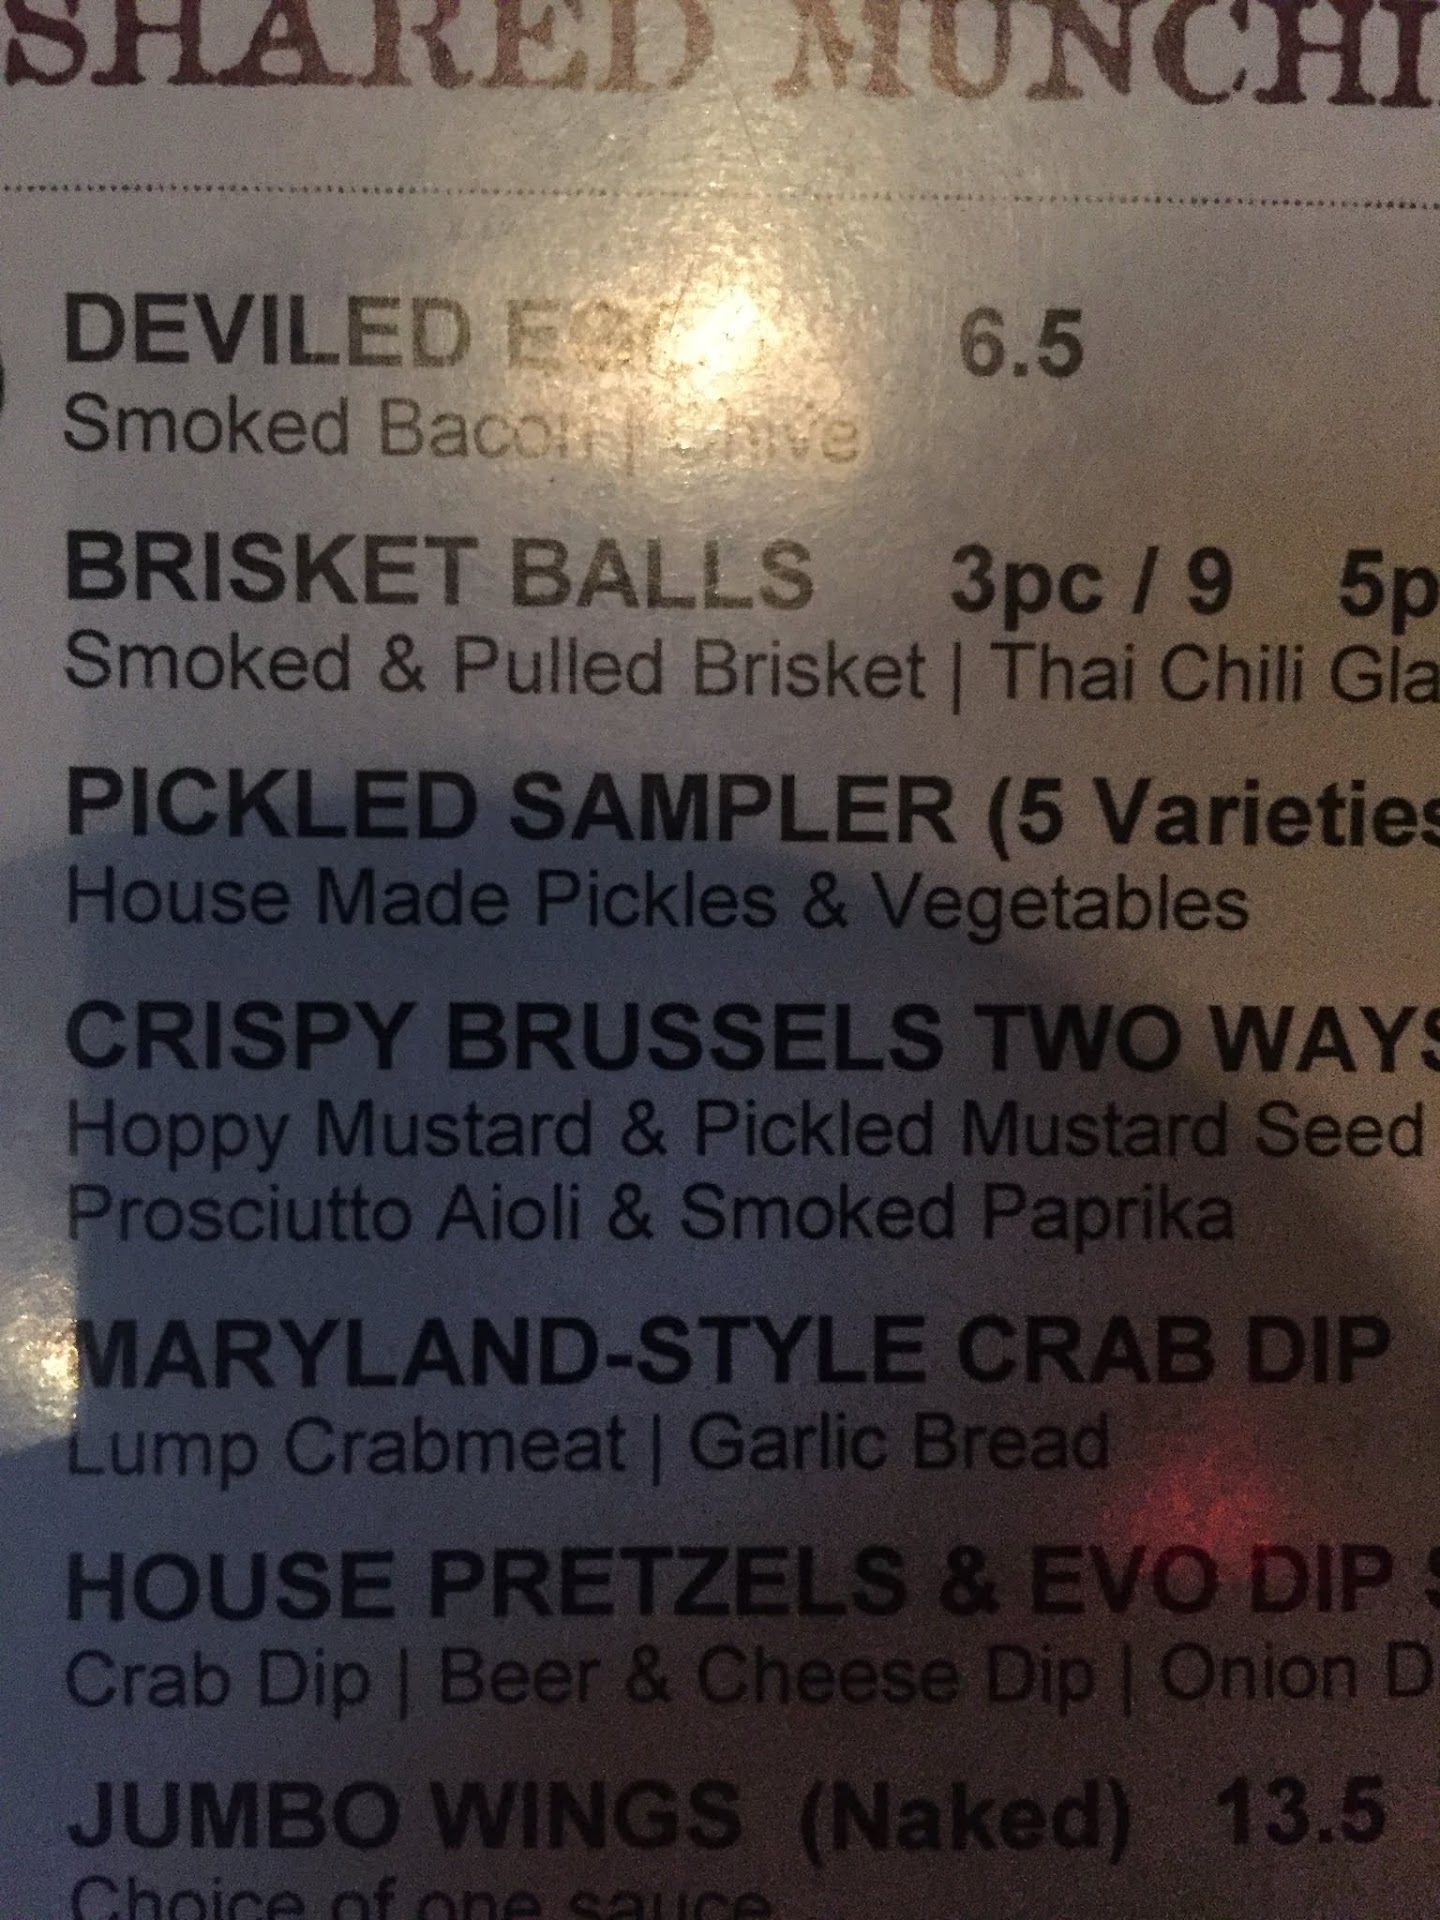 SHARED MUNCHI
DEVILED 6.5
Smoked Bacon | Chive
BRISKET BALLS 3pc / 9 5p
Smoked & Pulled Brisket | Thai Chili Gla
PICKLED SAMPLER (5 Varieties
House Made Pickles & Vegetables
CRISPY BRUSSELS TWO WAYS
Hoppy Mustard & Pickled Mustard Seed
Prosciutto Aioli & Smoked Paprika
MARYLAND-STYLE CRAB DIP
Lump Crabmeat | Garlic Bread
HOUSE PRETZELS & EVO DIP S
Crab Dip | Beer & Cheese Dip | Onion D
JUMBO WINGS (Naked) 13.5
Choice of one sauce